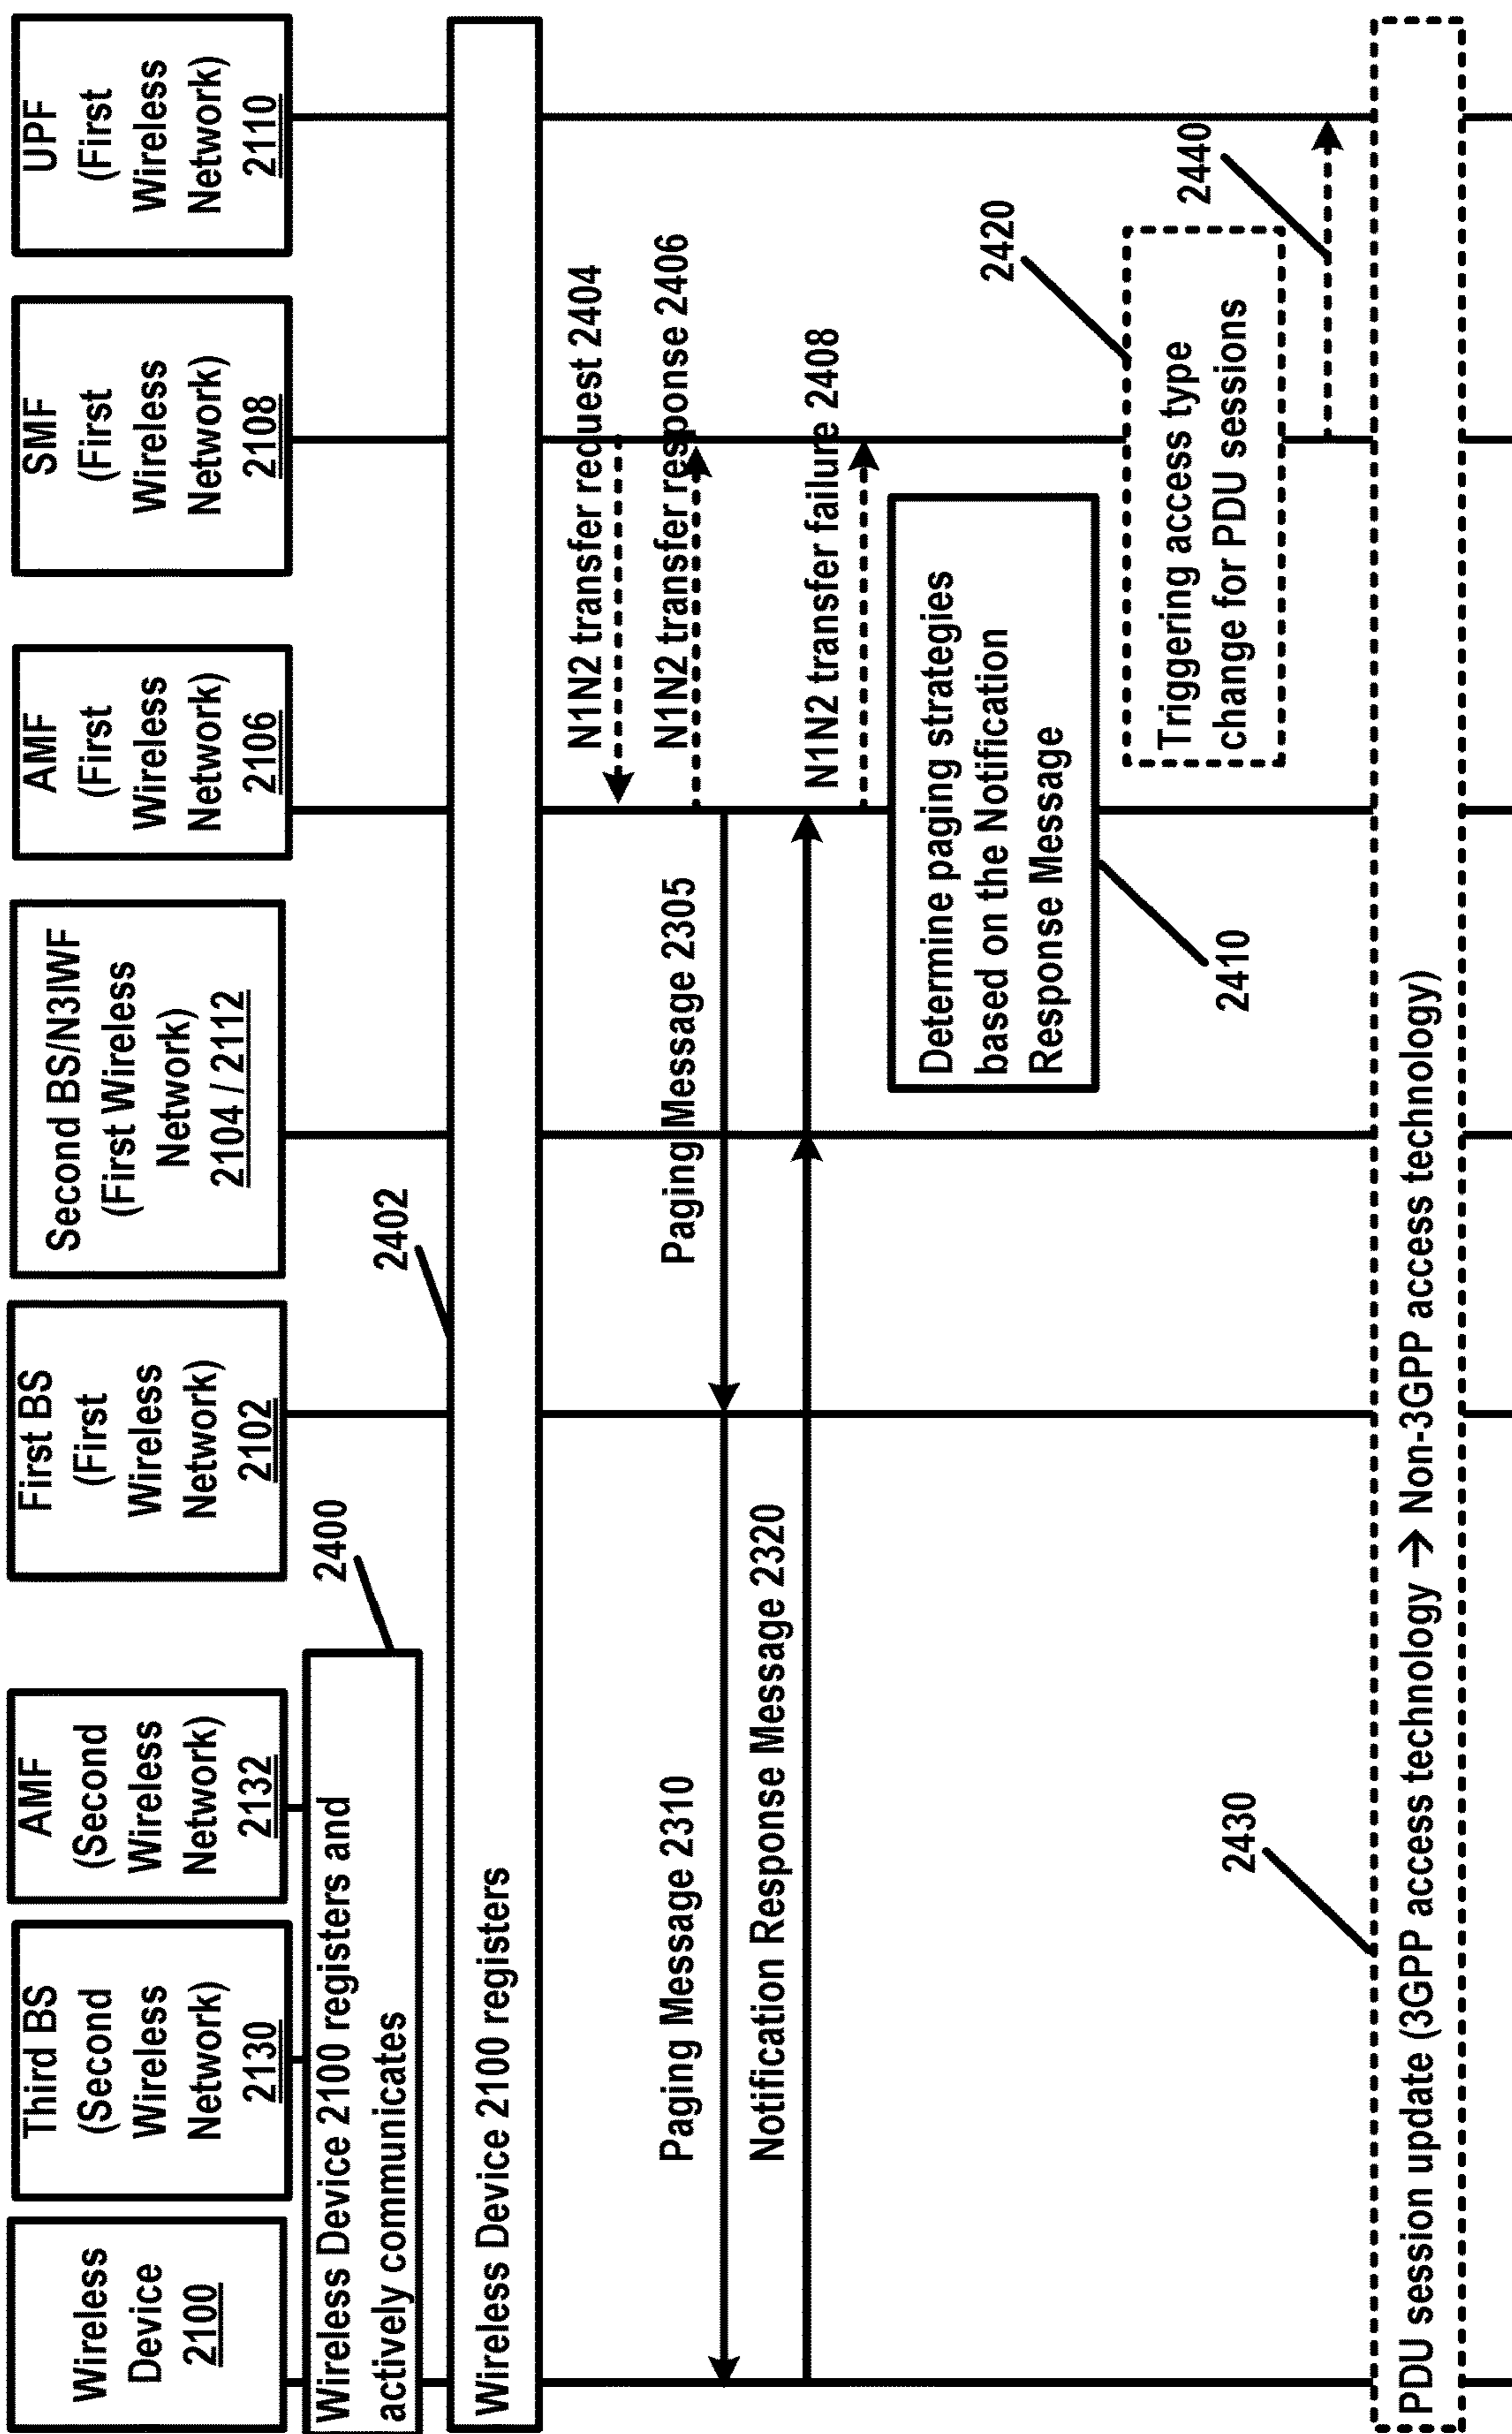 Wireless
Device
2100
Third BS
(Second
Wireless
Network)
2130
AMF
(Second
Wireless
Network)
2132
First BS
(First
Wireless
Network)
2102
Second BS/N3IWF
(First Wireless
Network)
2104 / 2112
AMF
(First
Wireless
Network)
2106
SMF
(First
Wireless
Network)
2108
UPF
(First
Wireless
Network)
2110
Wireless Device 2100 registers and
actively communicates
2400
2402
Wireless Device 2100 registers
N1N2 transfer request 2404
N1N2 transfer response 2406
Paging Message 2310
Paging Message 2305
Notification Response Message 2320
N1N2 transfer failure 2408
Determine paging strategies
based on the Notification
Response Message
2410
2420
Triggering access type
change for PDU sessions
2440
2430
PDU session update (3GPP access technology → Non-3GPP access technology)